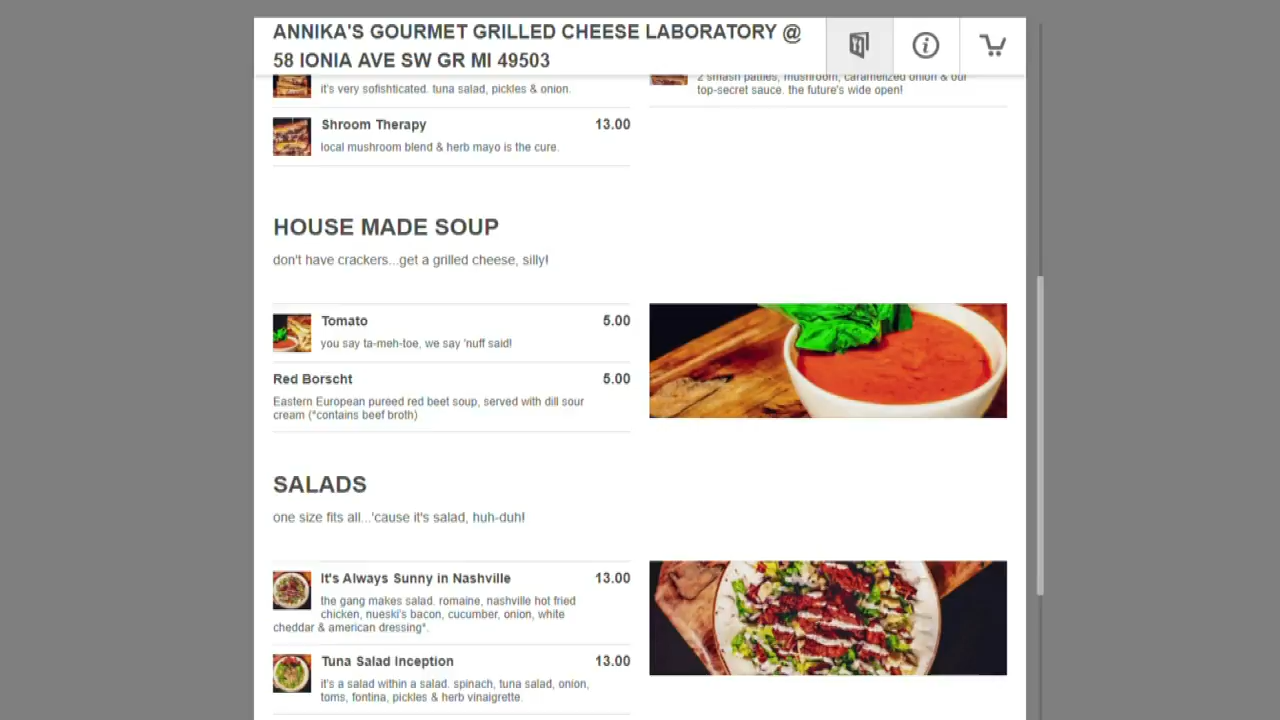 ANNIKA'S GOURMET GRILLED CHEESE LABORATORY @
58 IONIA AVE SW GR MI 49503
it's very sofishticated. tuna salad, pickles & onion.
2 smash patties, mushroom, caramelized onion & our
top-secret sauce. the future's wide open!
Shroom Therapy 13.00
local mushroom blend & herb mayo is the cure.
HOUSE MADE SOUP
don't have crackers...get a grilled cheese, silly!
Tomato 5.00
you say ta-meh-toe, we say 'nuff said!
Red Borscht 5.00
Eastern European pureed red beet soup, served with dill sour
cream (*contains beef broth)
SALADS
one size fits all...'cause it's salad, huh-duh!
It's Always Sunny in Nashville 13.00
the gang makes salad. romaine, nashville hot fried
chicken, nueski's bacon, cucumber, onion, white
cheddar & american dressing*.
Tuna Salad Inception 13.00
it's a salad within a salad. spinach, tuna salad, onion,
toms, fontina, pickles & herb vinaigrette.